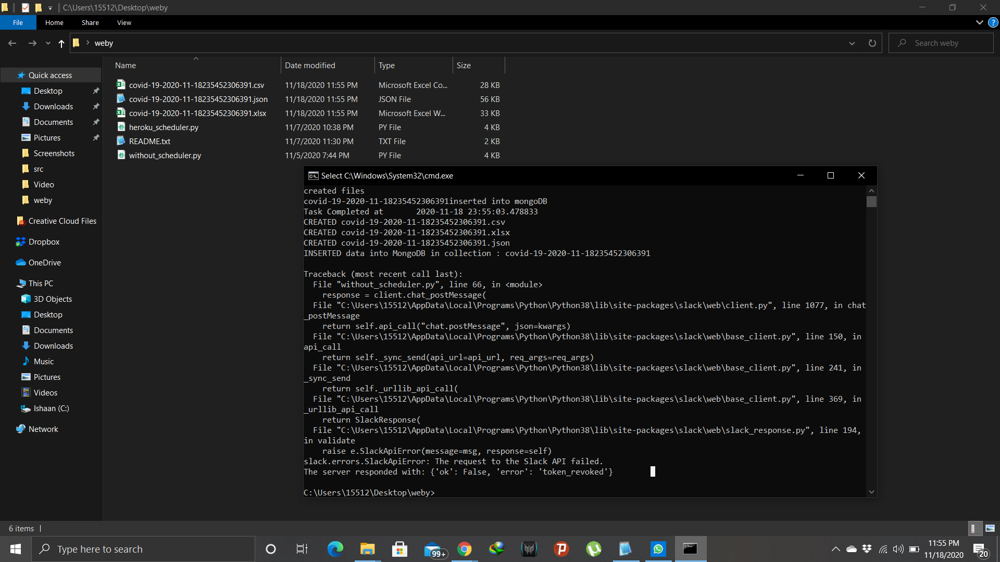 C:\Users\15512\Desktop\weby
File Home Share View
weby
Search weby
Name Date modified Type Size
covid-19-2020-11-18235452306391.csv 11/18/2020 11:55 PM Microsoft Excel Co... 28 KB
covid-19-2020-11-18235452306391.json 11/18/2020 11:55 PM JSON File 56 KB
covid-19-2020-11-18235452306391.xlsx 11/18/2020 11:55 PM Microsoft Excel W... 33 KB
heroku_scheduler.py 11/7/2020 10:38 PM PY File 4 KB
README.txt 11/7/2020 11:30 PM TXT File 2 KB
without_scheduler.py 11/5/2020 7:44 PM PY File 4 KB
Quick access
Desktop
Downloads
Documents
Pictures
Screenshots
src
Video
weby
Creative Cloud Files
Dropbox
OneDrive
This PC
3D Objects
Desktop
Documents
Downloads
Music
Pictures
Videos
Ishaan (C:)
Network
Select C:\Windows\System32\cmd.exe
created files
covid-19-2020-11-18235452306391inserted into mongoDB
Task Completed at 2020-11-18 23:55:03.478833
CREATED covid-19-2020-11-18235452306391.csv
CREATED covid-19-2020-11-18235452306391.xlsx
CREATED covid-19-2020-11-18235452306391.json
INSERTED data into MongoDB in collection : covid-19-2020-11-18235452306391
Traceback (most recent call last):
File "without_scheduler.py", line 66, in <module>
response = client.chat_postMessage(
File "C:\Users\15512\AppData\Local\Programs\Python\Python38\lib\site-packages\slack\web\client.py", line 1077, in chat
_postMessage
return self.api_call("chat.postMessage", json=kwargs)
File "C:\Users\15512\AppData\Local\Programs\Python\Python38\lib\site-packages\slack\web\base_client.py", line 150, in
api_call
return self._sync_send(api_url=api_url, req_args=req_args)
File "C:\Users\15512\AppData\Local\Programs\Python\Python38\lib\site-packages\slack\web\base_client.py", line 241, in
_sync_send
return self._urllib_api_call(
File "C:\Users\15512\AppData\Local\Programs\Python\Python38\lib\site-packages\slack\web\base_client.py", line 369, in
_urllib_api_call
return SlackResponse(
File "C:\Users\15512\AppData\Local\Programs\Python\Python38\lib\site-packages\slack\web\slack_response.py", line 194,
in validate
raise e.SlackApiError(message=msg, response=self)
slack.errors.SlackApiError: The request to the Slack API failed.
The server responded with: {'ok': False, 'error': 'token_revoked'}
C:\Users\15512\Desktop\weby>
6 items
Type here to search
99+
11:55 PM
11/18/2020
20